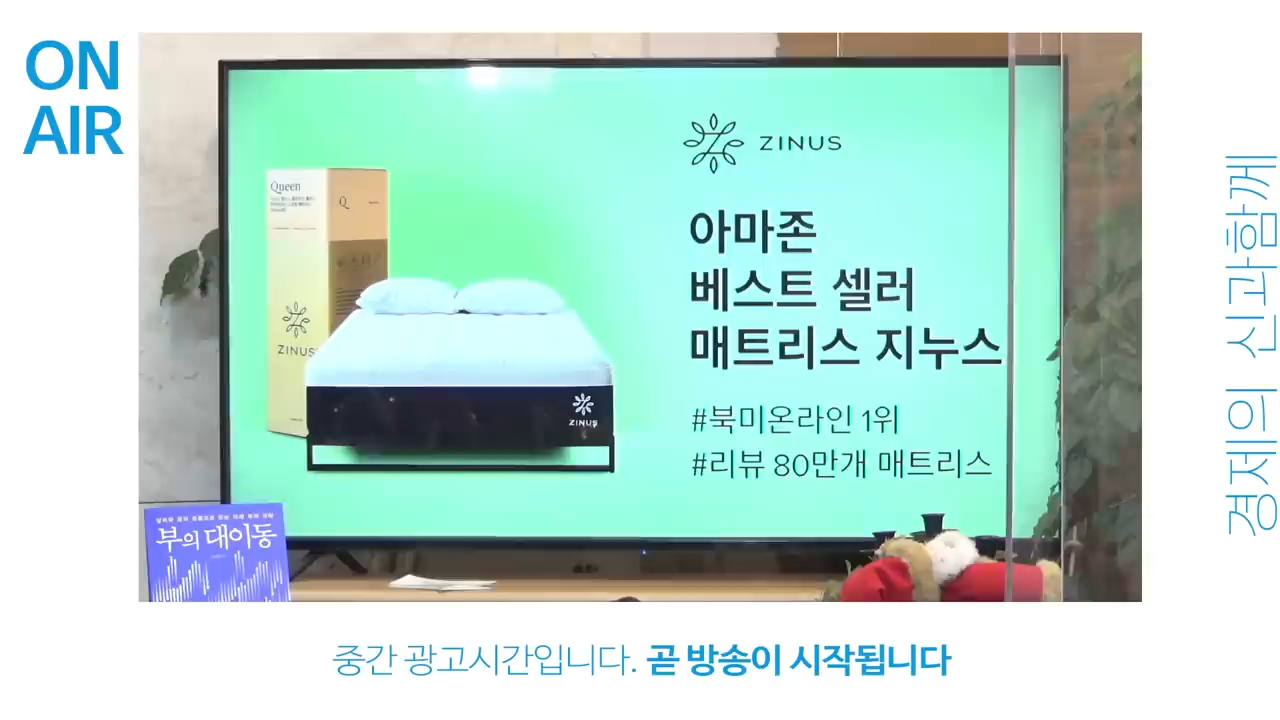 ON
AIR
ZINUS
아마존
베스트 셀러
매트리스 지누스
#북미온라인 1위
#리뷰 80만개 매트리스
Queen
Q
ZINUS
ZINUS
부의 대이동
경제의 신과함께
중간 광고시간입니다. 곧 방송이 시작됩니다